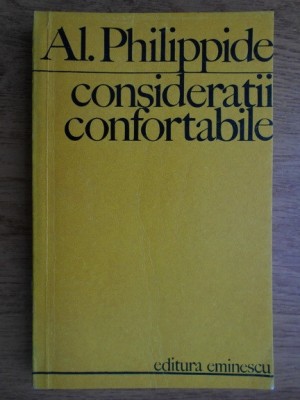 Al. Philippide
considerații
confortabile
editura eminescu